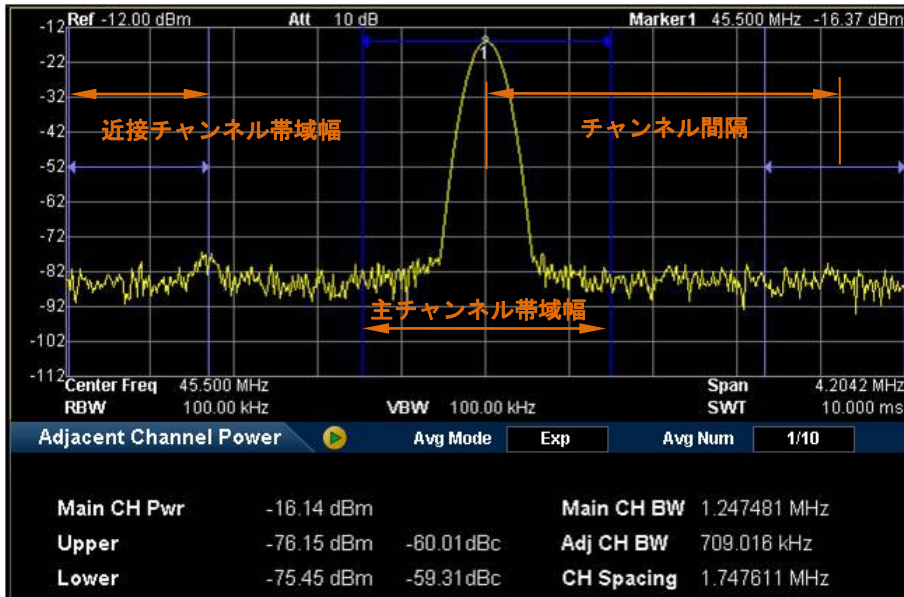 Ref -12.00 dBm Att 10 dB Marker1 45.500 MHz -16.37 dBm
-12
1
-22
-32
近接チャンネル帯域幅 チャンネル間隔
-42
-52
-62
-72
-82
-92
主チャンネル帯域幅
-102
-112
Center Freq 45.500 MHz Span 4.2042 MHz
RBW 100.00 kHz VBW 100.00 kHz SWT 10.000 ms
Adjacent Channel Power Avg Mode Exp Avg Num 1/10
Main CH Pwr -16.14 dBm Main CH BW 1.247481 MHz
Upper -76.15 dBm -60.01dBc Adj CH BW 709.016 kHz
Lower -75.45 dBm -59.31dBc CH Spacing 1.747611 MHz